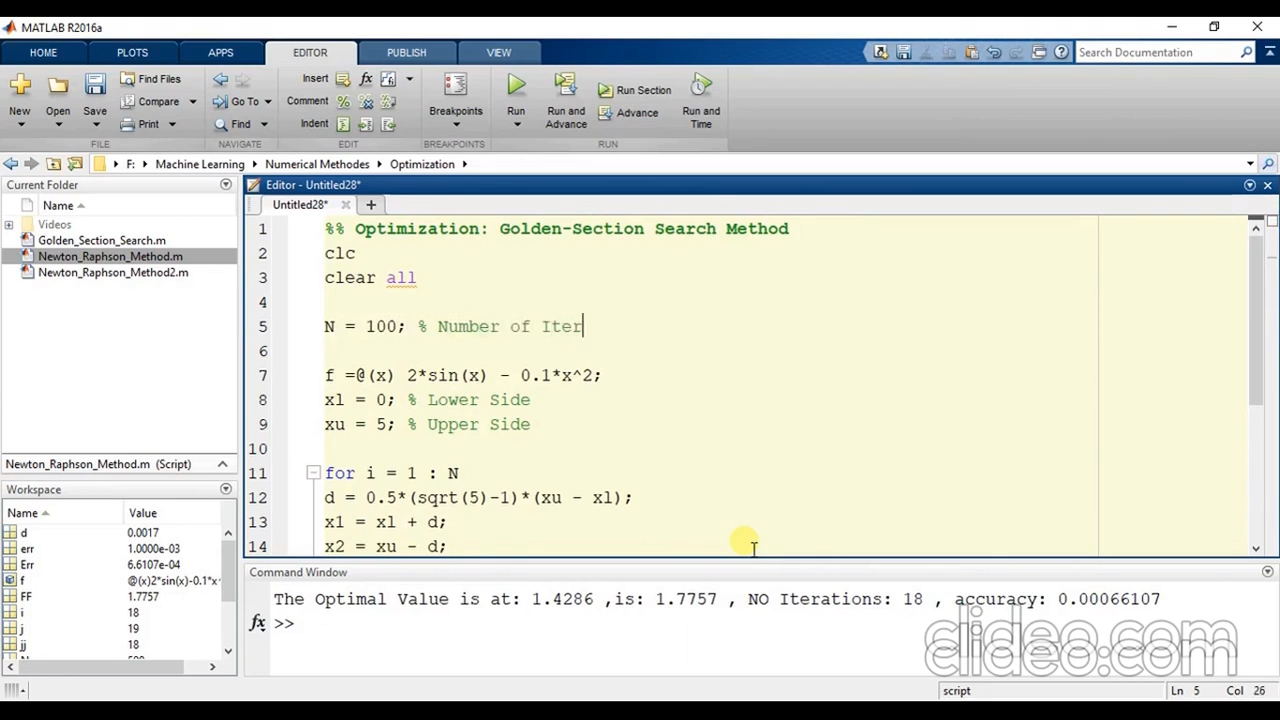 MATLAB R2016a
HOME PLOTS APPS EDITOR PUBLISH VIEW Search Documentation
New Open Save Find Files Compare Print Go To Find Insert Comment Indent fx Breakpoints Run Run and Advance Run Section Advance Run and Time
FILE NAVIGATE EDIT BREAKPOINTS RUN
F: Machine Learning Numerical Methodes Optimization
Current Folder
Name
Videos
Golden_Section_Search.m
Newton_Raphson_Method.m
Newton_Raphson_Method2.m
Newton_Raphson_Method.m (Script)
Workspace
Name Value
d 0.0017
err 1.0000e-03
Err 6.6107e-04
f @(x)2*sin(x)-0.1*x^
FF 1.7757
i 18
j 19
jj 18
Editor - Untitled28*
Untitled28*
1 %% Optimization: Golden-Section Search Method
2 clc
3 clear all
4
5 N = 100; % Number of Iter
6
7 f =@(x) 2*sin(x) - 0.1*x^2;
8 xl = 0; % Lower Side
9 xu = 5; % Upper Side
10
11 for i = 1 : N
12 d = 0.5*(sqrt(5)-1)*(xu - xl);
13 x1 = xl + d;
14 x2 = xu - d;
Command Window
The Optimal Value is at: 1.4286 ,is: 1.7757 , NO Iterations: 18 , accuracy: 0.00066107
fx >>
clideo.com
clideo.com
script Ln 5 Col 26